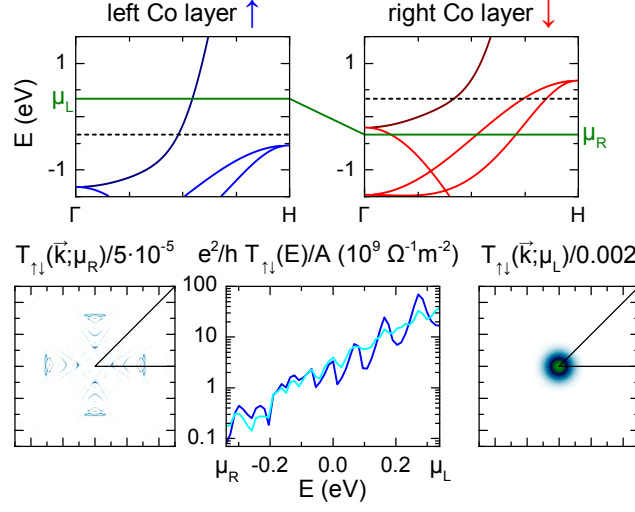 left Co layer ↑ right Co layer ↓
E (eV)
1
-1
μL
Γ
H
1
-1
μR
Γ
H
T↑↓(k⃗;μR)/5·10⁻⁵
e²/h T↑↓(E)/A (10⁹ Ω⁻¹m⁻²)
T↑↓(k⃗;μL)/0.002
100
10
1
0.1
μR -0.2 0.0 0.2 μL
E (eV)